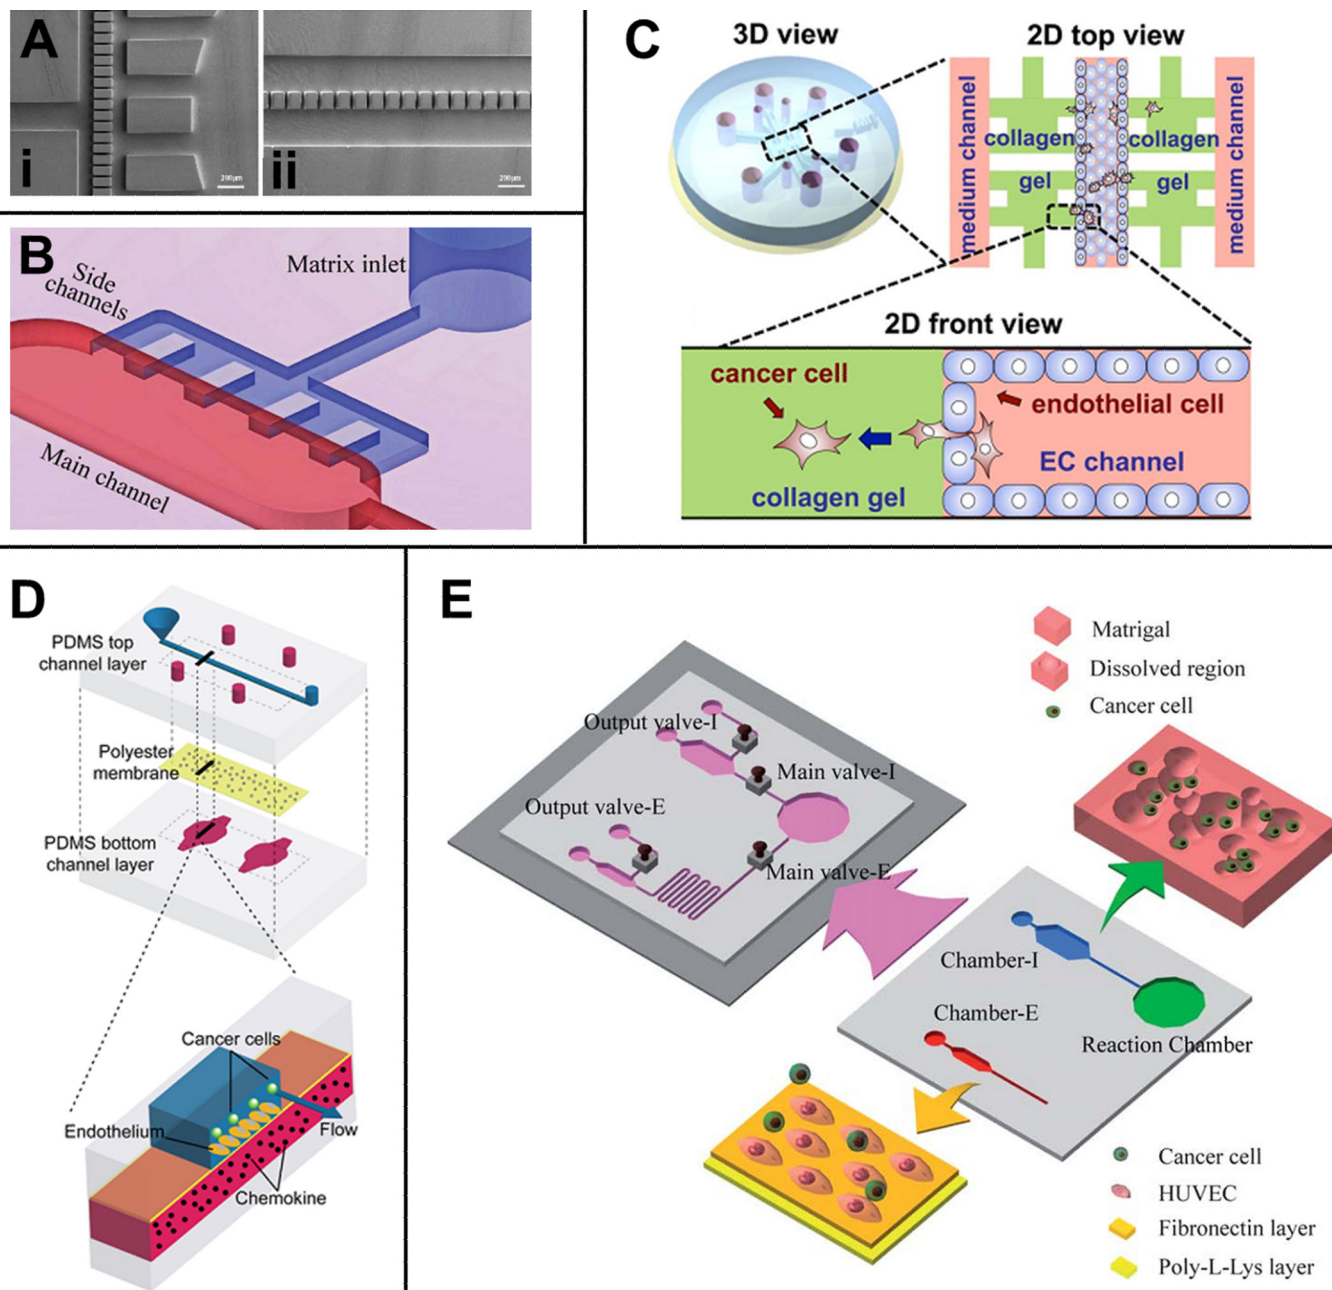 A
i
200μm
ii
200μm
B
Side
channels
Matrix inlet
Main channel
C
3D view
2D top view
medium channel
collagen
gel
collagen
gel
medium channel
2D front view
cancer cell
endothelial cell
EC channel
collagen gel
D
PDMS top
channel layer
Polyester
membrane
PDMS bottom
channel layer
Cancer cells
Endothelium
Flow
Chemokine
E
Matrigal
Dissolved region
Cancer cell
Output valve-I
Main valve-I
Output valve-E
Main valve-E
Chamber-I
Chamber-E
Reaction Chamber
Cancer cell
HUVEC
Fibronectin layer
Poly-L-Lys layer